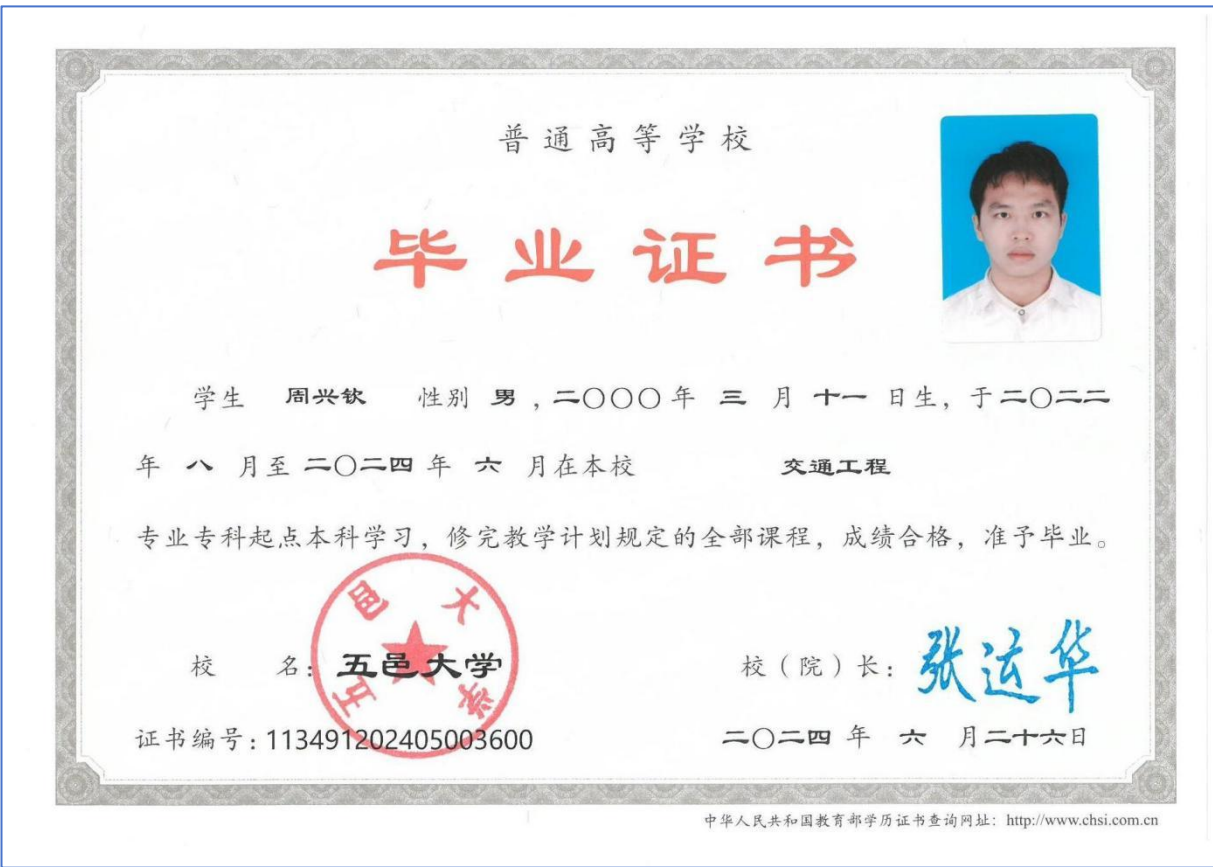 普通高等学校
毕业证书
学生 周兴钦 性别 男，二〇〇〇年 三 月 十一 日生，于二〇二二
年 八 月至 二〇二四 年 六 月在本校 交通工程
专业专科起点本科学习，修完教学计划规定的全部课程，成绩合格，准予毕业。
五邑大学
校 名：五邑大学 校（院）长：张运华
证书编号：113491202405003600 二〇二四 年 六 月二十六日
中华人民共和国教育部学历证书查询网址：http://www.chsi.com.cn